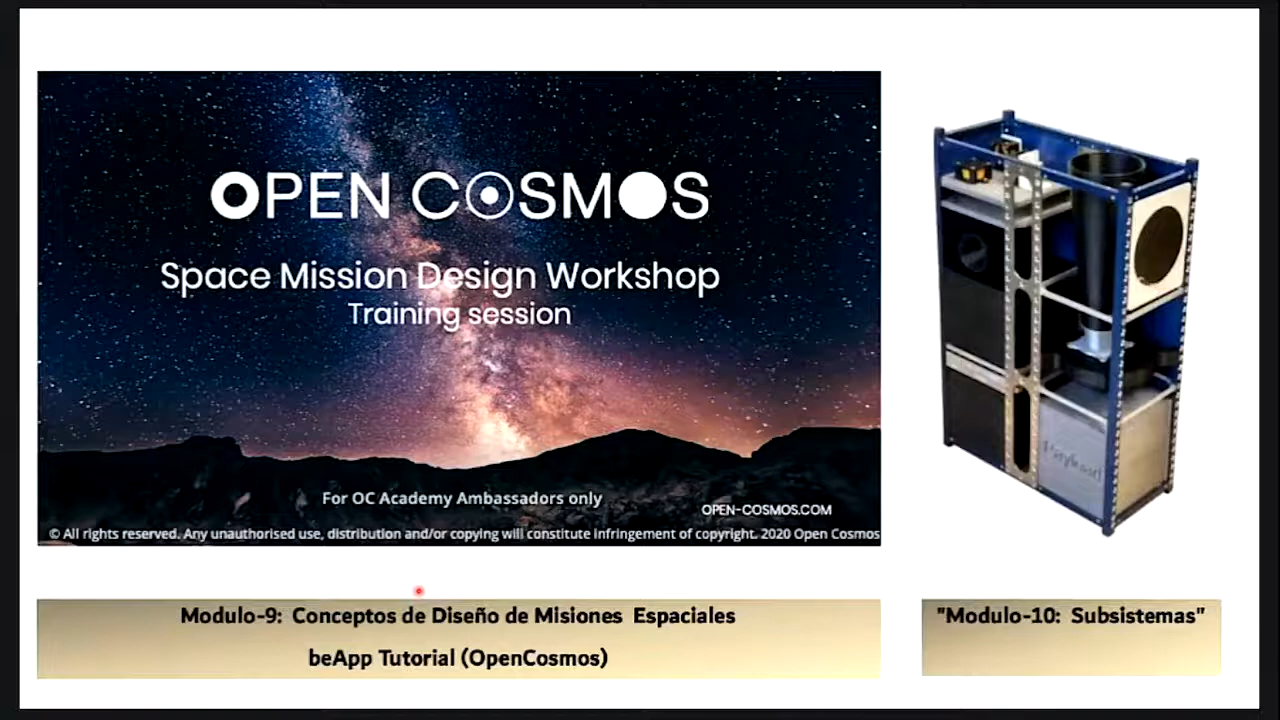 OPEN COSMOS
Space Mission Design Workshop
Training session
For OC Academy Ambassadors only
OPEN-COSMOS.COM
© All rights reserved. Any unauthorised use, distribution and/or copying will constitute infringement of copyright. 2020 Open Cosmos
Payload
Modulo-9: Conceptos de Diseño de Misiones Espaciales
beApp Tutorial (OpenCosmos)
"Modulo-10: Subsistemas"